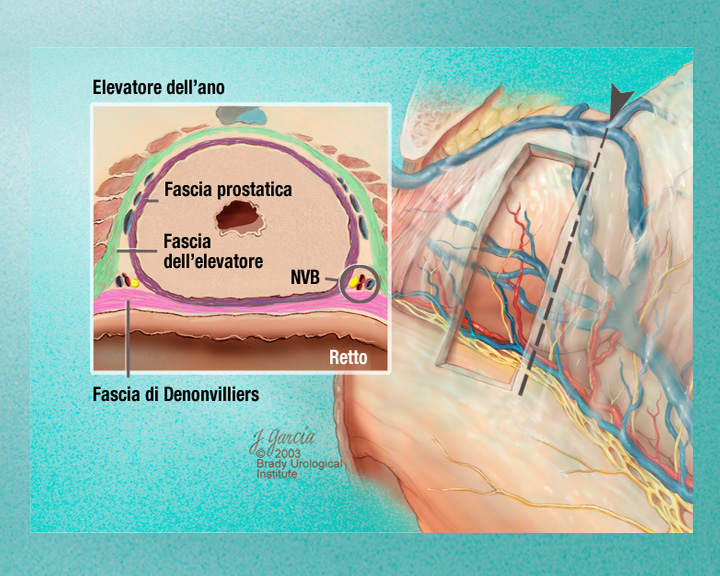 Elevatore dell'ano
Fascia prostatica
Fascia
dell'elevatore
NVB
Retto
Fascia di Denonvilliers
J Garcia
© 2003
Brady Urological
Institute